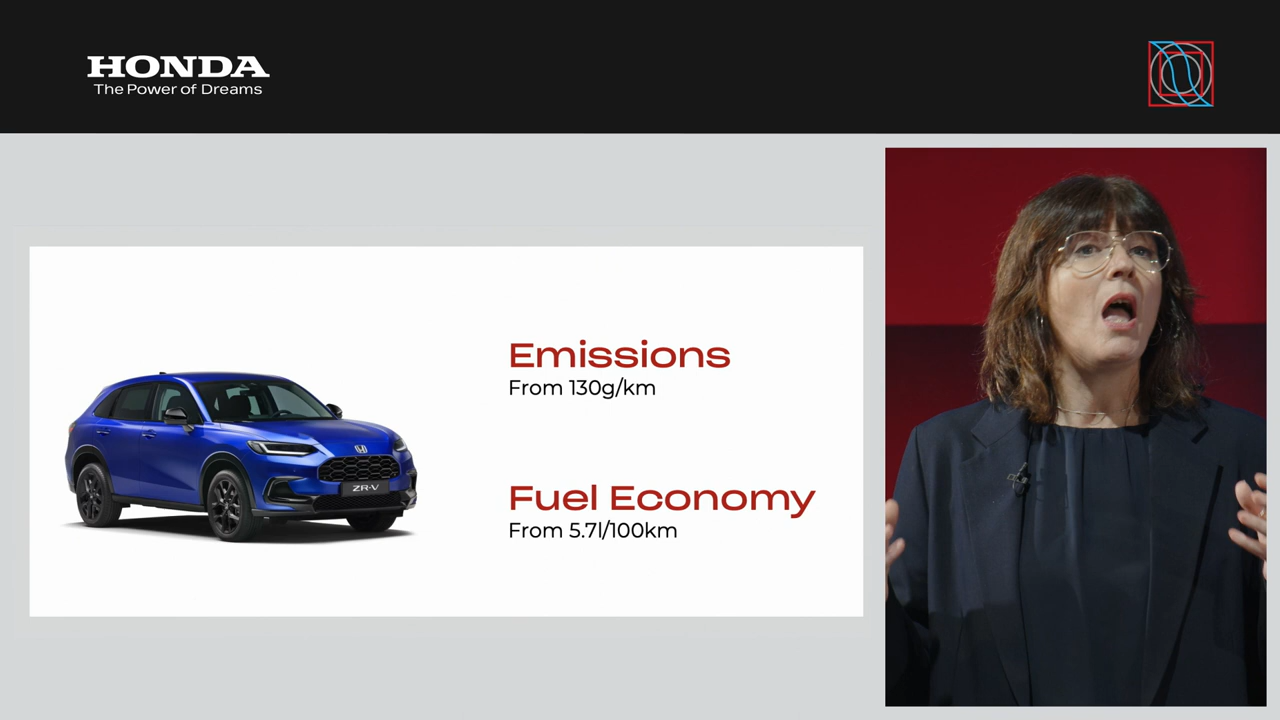 HONDA
The Power of Dreams
Emissions
From 130g/km
Fuel Economy
From 5.7l/100km
ZR-V